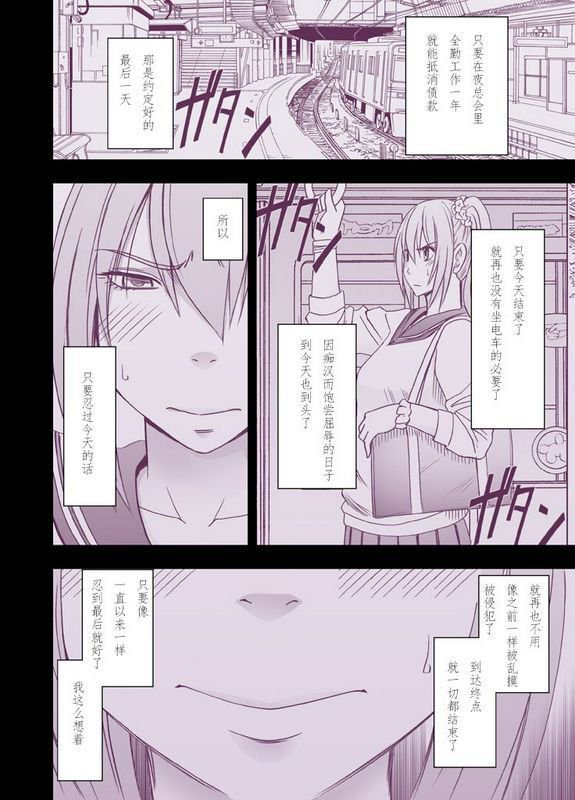 只要在夜总会里
全勤工作一年
就能抵消债款
那是约定好的
最后一天
ガタン
只要今天结束了
就再也没有坐电车的必要了
因痴汉而饱尝屈辱的日子
到今天也到头了
ガタン
ガタン
所以
只要忍过今天的话
就再也不用
像之前一样被乱摸
被侵犯了
到达终点
就一切都结束了
只要像
一直以来一样
忍到最后就好了
我这么想着